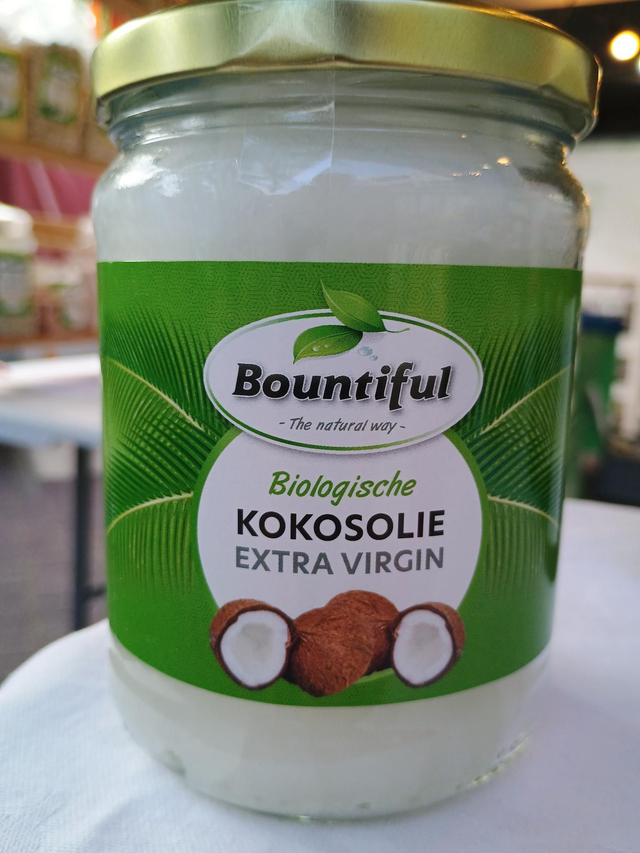 Bountiful
- The natural way -
Biologische
KOKOSOLIE
EXTRA VIRGIN